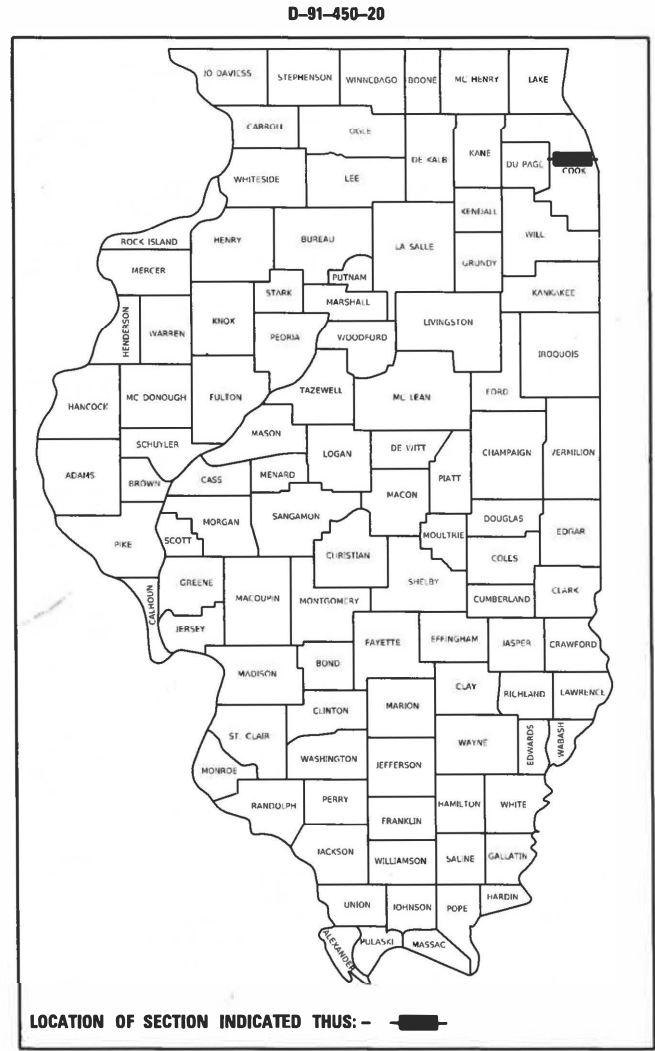 D-91-450-20
JO DAVIESS STEPHENSON WINNEBAGO BOONE MC HENRY LAKE
CARROLL OGLE
DE KALB KANE DU PAGE COOK
WHITESIDE LEE
KENDALL
ROCK ISLAND HENRY BUREAU LA SALLE WILL
MERCER PUTNAM GRUNDY
STARK MARSHALL KANKAKEE
HENDERSON WARREN KNOX PEORIA WOODFORD LIVINGSTON
IROQUOIS
HANCOCK MC DONOUGH FULTON TAZEWELL MC LEAN FORD
SCHUYLER MASON
LOGAN DE WITT CHAMPAIGN VERMILION
ADAMS BROWN CASS MENARD MACON PIATT
PIKE SCOTT MORGAN SANGAMON CHRISTIAN MOULTRIE DOUGLAS EDGAR
COLES
CALHOUN GREENE MACOUPIN MONTGOMERY SHELBY CUMBERLAND CLARK
JERSEY FAYETTE EFFINGHAM JASPER CRAWFORD
MADISON BOND CLAY RICHLAND LAWRENCE
CLINTON MARION
ST. CLAIR WASHINGTON JEFFERSON WAYNE EDWARDS WABASH
MONROE
RANDOLPH PERRY FRANKLIN HAMILTON WHITE
JACKSON WILLIAMSON SALINE GALLATIN
UNION JOHNSON POPE HARDIN
ALEXANDER PULASKI MASSAC
LOCATION OF SECTION INDICATED THUS: -